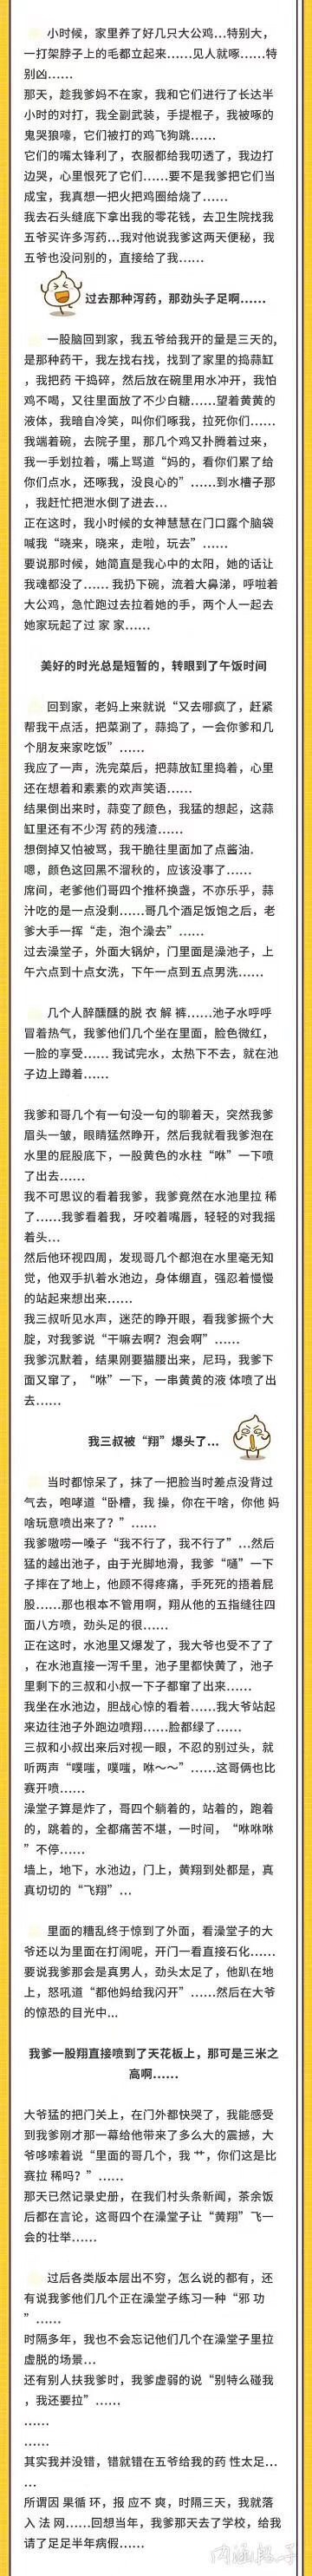 小时候，家里养了好几只大公鸡…特别大，
一打架脖子上的毛都立起来……见人就啄……特
别凶……
那天，趁我爹妈不在家，我和它们进行了长达半
小时的对打，我全副武装，手提棍子，我被啄的
鬼哭狼嚎，它们被打的鸡飞狗跳……
它们的嘴太锋利了，衣服都给我叨透了，我边打
边哭，心里恨死了它们……要不是我爹把它们当
成宝，我真想一把火把鸡圈给烧了……
我去石头缝底下拿出我的零花钱，去卫生院找我
五爷买许多泻药…我对他说我爹这两天便秘，我
五爷也没问别的，直接给了我……
过去那种泻药，那劲头子足啊……
一股脑回到家，我五爷给我开的量是三天的，
是那种药干，我左找右找，找到了家里的捣蒜缸
，我把药 干捣碎，然后放在碗里用水冲开，我怕
鸡不喝，又往里面放了不少白糖……望着黄黄的
液体，我暗自冷笑，叫你们啄我，拉死你们……
我端着碗，去院子里，那几个鸡又扑腾着过来，
我一手划拉着，嘴上骂道“妈的，看你们累了给
你们点水，还啄我，没良心的”……到水槽子那
，我赶忙把泄水倒了进去…
正在这时，我小时候的女神慧慧在门口露个脑袋
喊我“晓来，晓来，走啦，玩去”……
要说那时候，她简直是我心中的太阳，她的话让
我魂都没了…… 我扔下碗，流着大鼻涕，呼啦着
大公鸡，急忙跑过去拉着她的手，两个人一起去
她家玩起了过 家 家……
美好的时光总是短暂的，转眼到了午饭时间
回到家，老妈上来就说“又去哪疯了，赶紧
帮我干点活，把菜涮了，蒜捣了，一会你爹和几
个朋友来家吃饭”……
我应了一声，洗完菜后，把蒜放缸里捣着，心里
还在想着和素素的欢声笑语……
结果倒出来时，蒜变了颜色，我猛的想起，这蒜
缸里还有不少泻 药的残渣……
想倒掉又怕被骂，我干脆往里面加了点酱油.
嗯，颜色这回黑不溜秋的，应该没事了……
席间，老爹他们哥四个推杯换盏，不亦乐乎，蒜
汁吃的是一点没剩……哥几个酒足饭饱之后，老
爹大手一挥“走，泡个澡去”……
过去澡堂子，外面大锅炉，门里面是澡池子，上
午六点到十点女洗，下午一点到五点男洗……
几个人醉醺醺的脱 衣 解 裤……池子水呼呼
冒着热气，我爹他们几个坐在里面，脸色微红，
一脸的享受…… 我试完水，太热下不去，就在池
子边上蹲着……
我爹和哥几个有一句没一句的聊着天，突然我爹
眉头一皱，眼睛猛然睁开，然后我就看我爹泡在
水里的屁股底下，一股黄色的水柱“咻”一下喷
了出去……
我不可思议的看着我爹，我爹竟然在水池里拉 稀
了……我爹看着我，牙咬着嘴唇，轻轻的对我摇
着头…
然后他环视四周，发现哥几个都泡在水里毫无知
觉，他双手扒着水池边，身体绷直，强忍着慢慢
的站起来想出来……
我三叔听见水声，迷茫的睁开眼，看我爹撅个大
腚，对我爹说“干嘛去啊？泡会啊”……
我爹沉默着，结果刚要猫腰出来，尼玛，我爹下
面又窜了，“咻”一下，一串黄黄的液 体喷了出
去……
我三叔被“翔”爆头了…
当时都惊呆了，抹了一把脸当时差点没背过
气去，咆哮道“卧槽，我 操，你在干啥，你他 妈
啥玩意喷出来了？”……
我爹嗷唠一嗓子“我不行了，我不行了”…然后
猛的越出池子，由于光脚地滑，我爹“嗵”一下
子摔在了地上，他顾不得疼痛，手死死的捂着屁
股……那也根本不管用啊，翔从他的五指缝往四
面八方喷，劲头足的很……
正在这时，水池里又爆发了，我大爷也受不了了
，在水池直接一泻千里，池子里都快黄了，池子
里剩下的三叔和小叔一下子都窜了出来……
我坐在水池边，胆战心惊的看着……我大爷站起
来边往池子外跑边喷翔……脸都绿了……
三叔和小叔出来后对视一眼，不忍的别过头，就
听两声“噗嗤，噗嗤，咻～～”……这哥俩也比
赛开喷……
澡堂子算是炸了，哥四个躺着的，站着的，跑着
的，跳着的，全都痛苦不堪，一时间，“咻咻咻
”不停……
墙上，地下，水池边，门上，黄翔到处都是，真
真切切的“飞翔”…
里面的糟乱终于惊到了外面，看澡堂子的大
爷还以为里面在打闹呢，开门一看直接石化……
要说我爹那会是真男人，劲头太足了，他趴在地
上，怒吼道“都他妈给我闪开”……然后在大爷
的惊恐的目光中…
我爹一股翔直接喷到了天花板上，那可是三米之
高啊……
大爷猛的把门关上，在门外都快哭了，我能感受
到我爹刚才那一幕给他带来了多么大的震撼，大
爷哆嗦着说“里面的哥几个，我 艹，你们这是比
赛拉 稀吗？”……
那天已然记录史册，在我们村头条新闻，茶余饭
后都在言论，这哥四个在澡堂子让“黄翔”飞一
会的壮举……
过后各类版本层出不穷，怎么说的都有，还
有说我爹他们几个正在澡堂子练习一种“邪 功
”……
时隔多年，我也不会忘记他们几个在澡堂子里拉
虚脱的场景…
还有别人扶我爹时，我爹虚弱的说“别特么碰我
，我还要拉”……
……
……
其实我并没错，错就错在五爷给我的药 性太足…
…
所谓因 果循 环，报 应不 爽，时隔三天，我就落
入 法 网……回想当年，我爹那天去了学校，给我
请了足足半年病假……